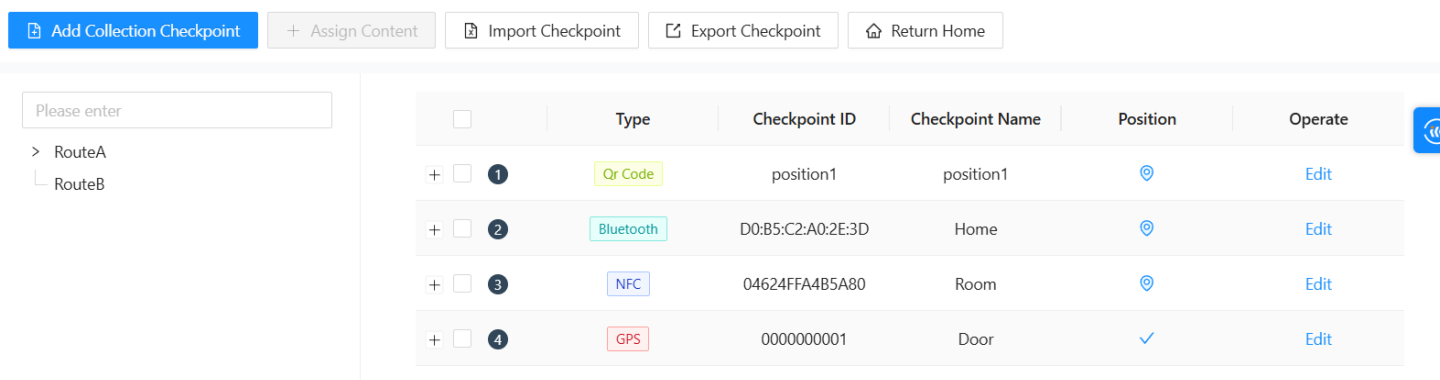 Add Collection Checkpoint + Assign Content Import Checkpoint Export Checkpoint Return Home
Please enter
RouteA
RouteB
Type Checkpoint ID Checkpoint Name Position Operate
1 Qr Code position1 position1 Edit
2 Bluetooth D0:B5:C2:A0:2E:3D Home Edit
3 NFC 04624FFA4B5A80 Room Edit
4 GPS 0000000001 Door Edit